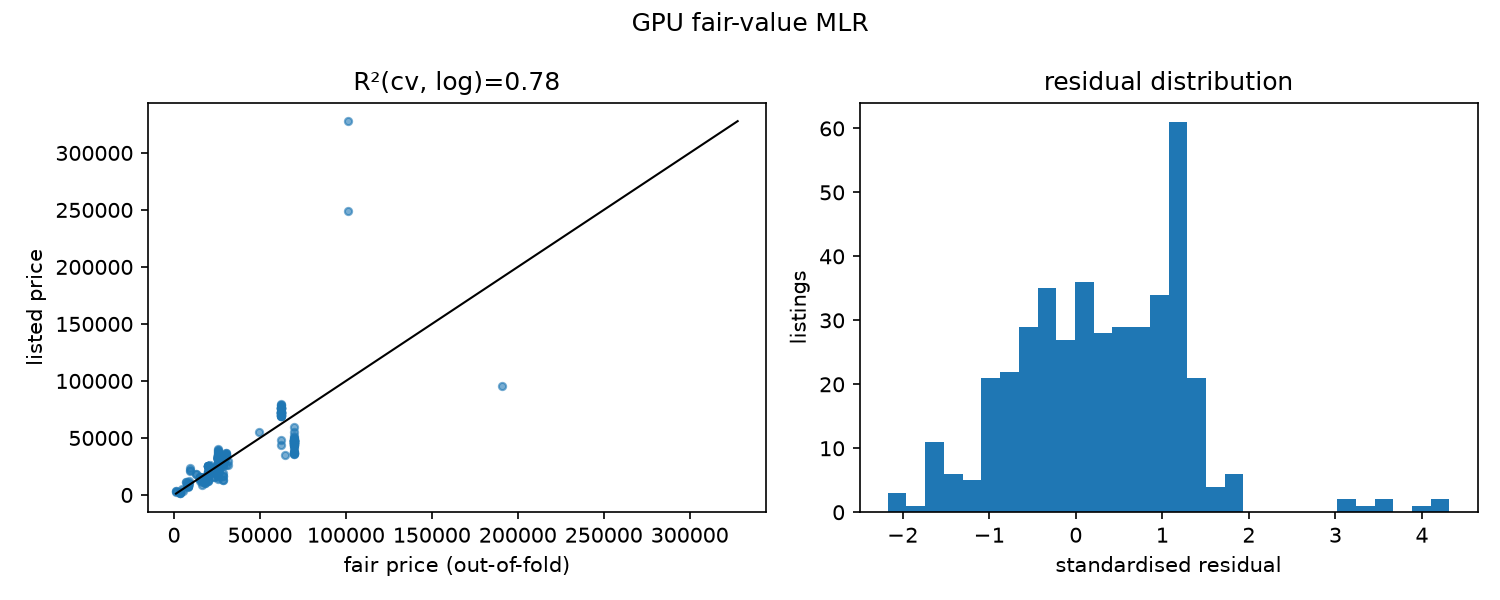 GPU fair-value MLR
R²(cv, log)=0.78
listed price
300000
250000
200000
150000
100000
50000
0
0 50000 100000 150000 200000 250000 300000
fair price (out-of-fold)
residual distribution
listings
60
50
40
30
20
10
0
−2 −1 0 1 2 3 4
standardised residual